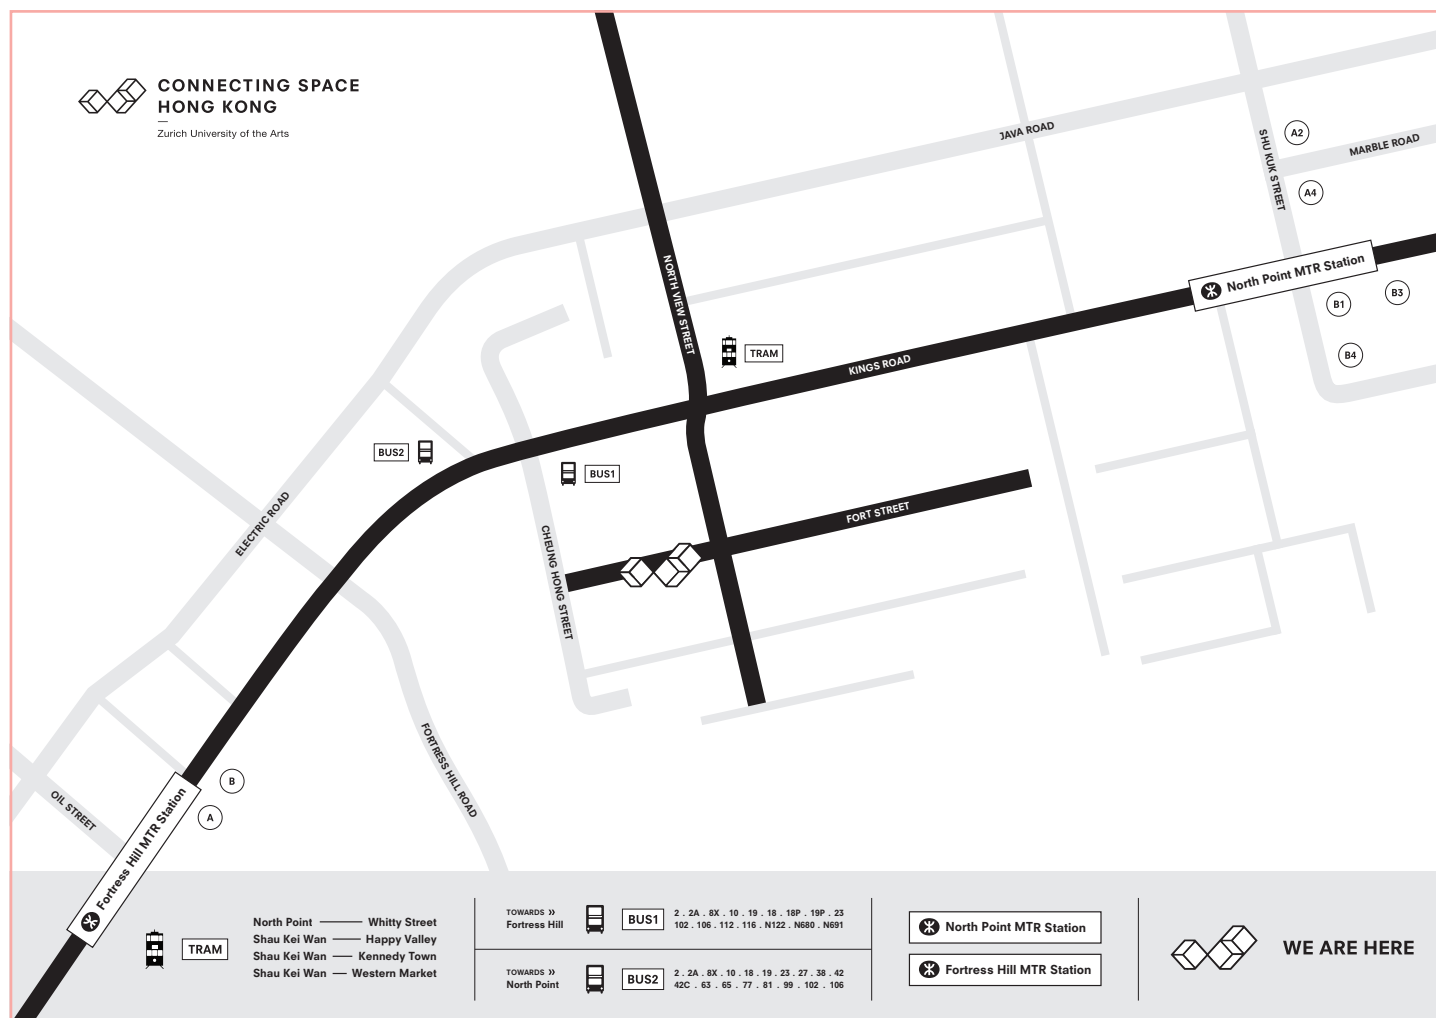 CONNECTING SPACE
HONG KONG
—
Zurich University of the Arts
JAVA ROAD
SHU KUK STREET
A2
MARBLE ROAD
A4
North Point MTR Station
B1
B3
B4
NORTH VIEW STREET
TRAM
KINGS ROAD
BUS2
BUS1
ELECTRIC ROAD
CHEUNG HONG STREET
FORT STREET
FORTRESS HILL ROAD
B
A
OIL STREET
Fortress Hill MTR Station
TRAM
North Point —— Whitty Street
Shau Kei Wan —— Happy Valley
Shau Kei Wan —— Kennedy Town
Shau Kei Wan — Western Market
TOWARDS »
Fortress Hill
BUS1
2 . 2A . 8X . 10 . 19 . 18 . 18P . 19P . 23
102 . 106 . 112 . 116 . N122 . N680 . N691
TOWARDS »
North Point
BUS2
2 . 2A . 8X . 10 . 18 . 19 . 23 . 27 . 38 . 42
42C . 63 . 65 . 77 . 81 . 99 . 102 . 106
North Point MTR Station
Fortress Hill MTR Station
WE ARE HERE